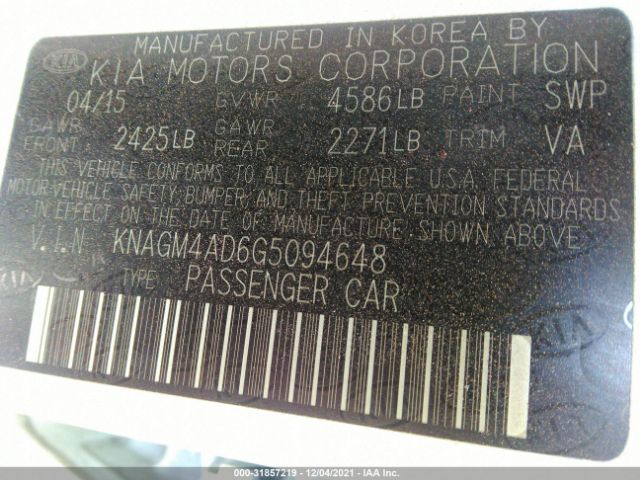 MANUFACTURED IN KOREA BY
KIA KIA MOTORS CORPORATION
04/15 GVWR 4586LB PAINT SWP
GAWR FRONT 2425LB GAWR REAR 2271LB TRIM VA
THIS VEHICLE CONFORMS TO ALL APPLICABLE U.S.A. FEDERAL
MOTOR VEHICLE SAFETY, BUMPER, AND THEFT PREVENTION STANDARDS
IN EFFECT ON THE DATE OF MANUFACTURE SHOWN ABOVE.
V.I.N KNAGM4AD6G5094648
TYPE PASSENGER CAR
KIA
000-31857219 - 12/04/2021 - IAA Inc.